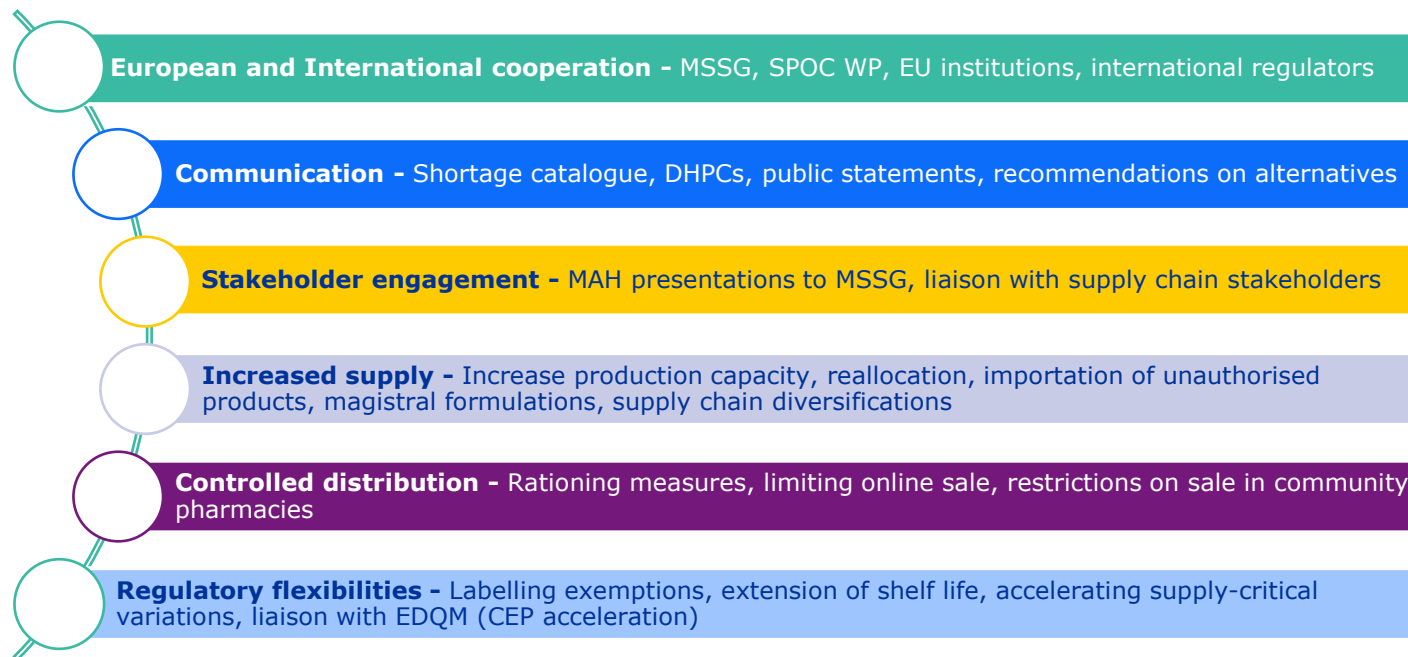 European and International cooperation – MSSG, SPOC WP, EU institutions, international regulators
Communication – Shortage catalogue, DHPCs, public statements, recommendations on alternatives
Stakeholder engagement – MAH presentations to MSSG, liaison with supply chain stakeholders
Increased supply – Increase production capacity, reallocation, importation of unauthorised
products, magistral formulations, supply chain diversifications
Controlled distribution – Rationing measures, limiting online sale, restrictions on sale in community
pharmacies
Regulatory flexibilities – Labelling exemptions, extension of shelf life, accelerating supply-critical
variations, liaison with EDQM (CEP acceleration)